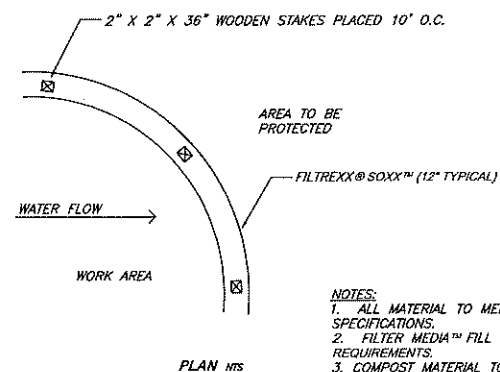 2" X 2" X 36" WOODEN STAKES PLACED 10' O.C.
AREA TO BE
PROTECTED
FILTREXX® SOXX™ (12" TYPICAL)
WATER FLOW
WORK AREA
NOTES:
1. ALL MATERIAL TO
SPECIFICATIONS.
2. FILTER MEDIA™ FILL
REQUIREMENTS.
3. COMPOST MATERIAL TO
PLAN NTS